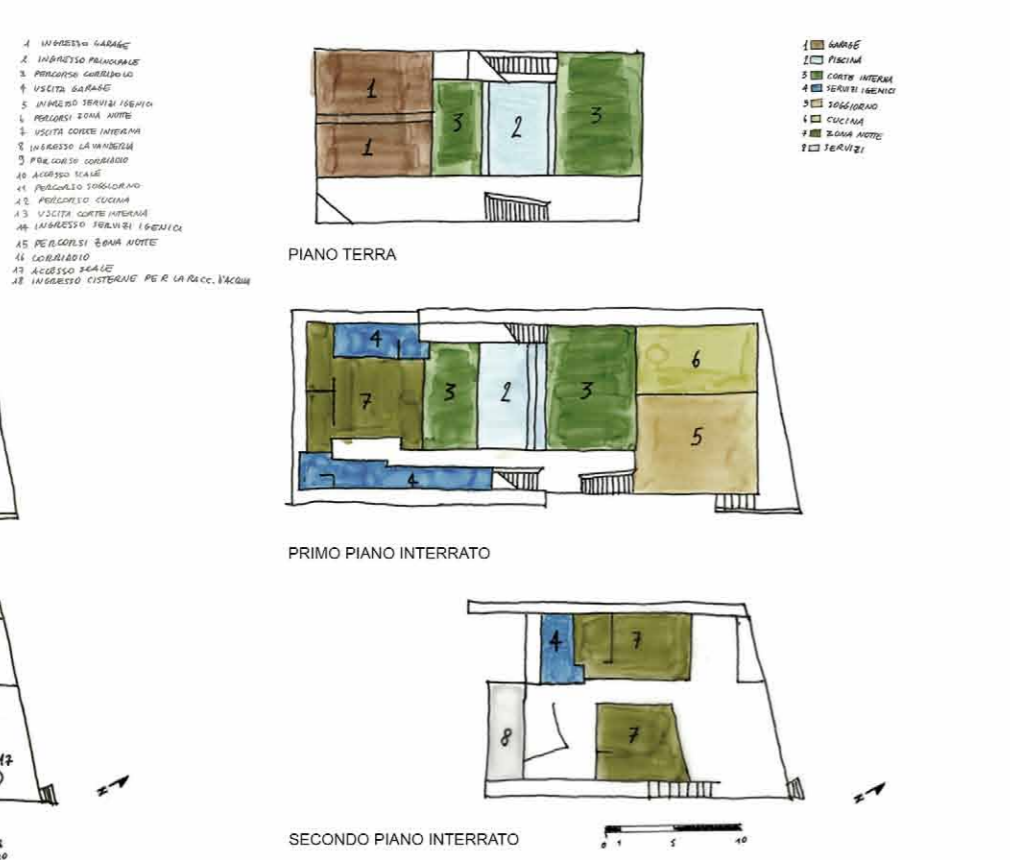 1 INGRESSO GARAGE
2 INGRESSO PRINCIPALE
3 PERCORSO CORRIDOIO
4 USCITA GARAGE
5 INGRESSO SERVIZI IGENICI
6 PERCORSI ZONA NOTTE
7 USCITA CORTE INTERNA
8 INGRESSO LAVANDERIA
9 PERCORSO CORRIDOIO
10 ACCESSO SCALE
11 PERCORSO SOGGIORNO
12 PERCORSO CUCINA
13 USCITA CORTE INTERNA
14 INGRESSO SERVIZI IGENICI
15 PERCORSI ZONA NOTTE
16 CORRIDOIO
17 ACCESSO SCALE
18 INGRESSO CISTERNE PER LA RACC. D'ACQUA
1 GARAGE
2 PISCINA
3 CORTE INTERNA
4 SERVIZI IGENICI
5 SOGGIORNO
6 CUCINA
7 ZONA NOTTE
8 SERVIZI
1
1
3
2
3
PIANO TERRA
4
7
3
2
3
6
5
4
PRIMO PIANO INTERRATO
4
7
7
8
17
N
N
SECONDO PIANO INTERRATO
0 1 5 10